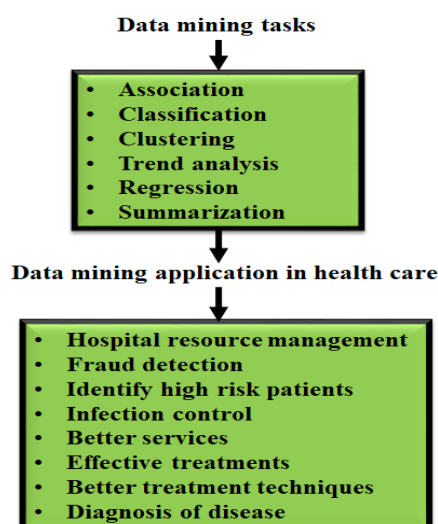 Data mining tasks
• Association
• Classification
• Clustering
• Trend analysis
• Regression
• Summarization
Data mining application in health care
• Hospital resource management
• Fraud detection
• Identify high risk patients
• Infection control
• Better services
• Effective treatments
• Better treatment techniques
• Diagnosis of disease